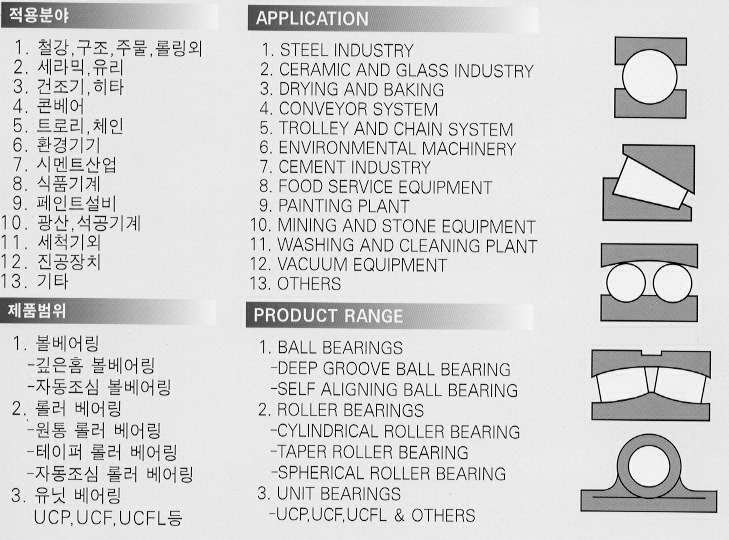 적용분야
1. 철강,구조,주물,롤링외
2. 세라믹,유리
3. 건조기,히타
4. 콘베어
5. 트로리,체인
6. 환경기기
7. 시멘트산업
8. 식품기계
9. 페인트설비
10. 광산,석공기계
11. 세척기외
12. 진공장치
13. 기타
제품범위
1. 볼베어링
-깊은홈 볼베어링
-자동조심 볼베어링
2. 롤러 베어링
-원통 롤러 베어링
-테이퍼 롤러 베어링
-자동조심 롤러 베어링
3. 유닛 베어링
UCP,UCF,UCFL등
APPLICATION
1. STEEL INDUSTRY
2. CERAMIC AND GLASS INDUSTRY
3. DRYING AND BAKING
4. CONVEYOR SYSTEM
5. TROLLEY AND CHAIN SYSTEM
6. ENVIRONMENTAL MACHINERY
7. CEMENT INDUSTRY
8. FOOD SERVICE EQUIPMENT
9. PAINTING PLANT
10. MINING AND STONE EQUIPMENT
11. WASHING AND CLEANING PLANT
12. VACUUM EQUIPMENT
13. OTHERS
PRODUCT RANGE
1. BALL BEARINGS
-DEEP GROOVE BALL BEARING
-SELF ALIGNING BALL BEARING
2. ROLLER BEARINGS
-CYLINDRICAL ROLLER BEARING
-TAPER ROLLER BEARING
-SPHERICAL ROLLER BEARING
3. UNIT BEARINGS
-UCP,UCF,UCFL & OTHERS